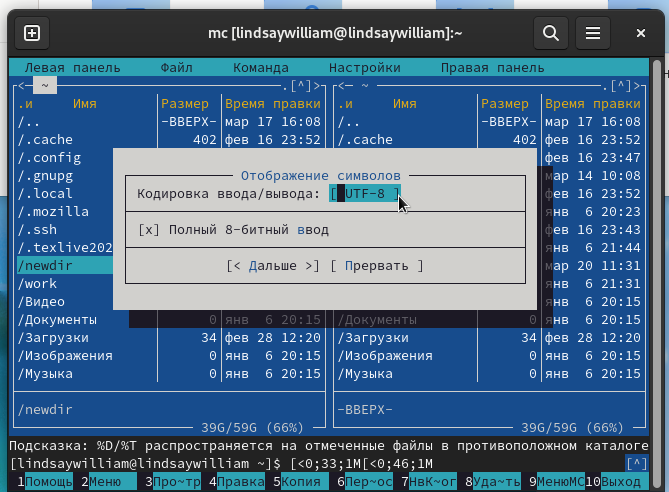 mc [lindsaywilliam@lindsaywilliam]:~
Левая панель Файл Команда Настройки Правая панель
<─ ~ .[^]> <─ ~ .[^]>
.и Имя Размер Время правки .и Имя Размер Время правки
/.. -ВВЕРХ- мар 17 16:08 /.. -ВВЕРХ- мар 17 16:08
/.cache 402 фев 16 23:52 /.cache 402 фев 16 23:52
/.config фев 16 23:47
/.gnupg мар 14 10:08
/.local фев 16 23:52
/.mozilla янв 6 20:23
/.ssh фев 16 23:52
/.texlive202 янв 6 21:44
/newdir мар 20 11:31
/work янв 6 21:31
/Видео янв 6 20:15
/Документы 0 янв 6 20:15 /Документы 0 янв 6 20:15
/Загрузки 34 фев 28 12:20 /Загрузки 34 фев 28 12:20
/Изображения 0 янв 6 20:15 /Изображения 0 янв 6 20:15
/Музыка 0 янв 6 20:15 /Музыка 0 янв 6 20:15
Отображение символов
Кодировка ввода/вывода: [ UTF-8 ]
[x] Полный 8-битный ввод
[< Дальше >] [ Прервать ]
/newdir -ВВЕРХ-
39G/59G (66%) 39G/59G (66%)
Подсказка: %D/%T распространяется на отмеченные файлы в противоположном каталоге
[lindsaywilliam@lindsaywilliam ~]$ [<0;33;1M[<0;46;1M [^]
1Помощь 2Меню 3Про~тр 4Правка 5Копия 6Пер~ос 7НвК~ог 8Уда~ть 9МенюMC 10Выход